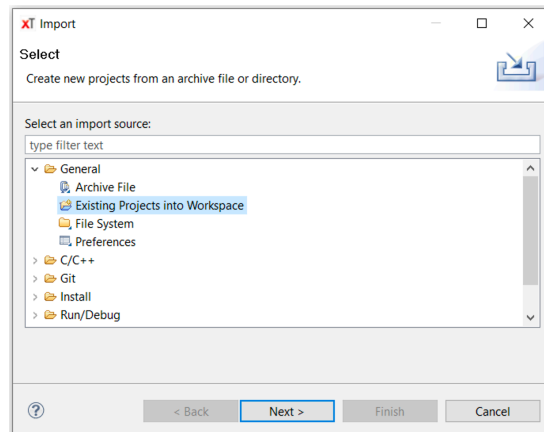 xT Import
Select
Create new projects from an archive file or directory.
Select an import source:
type filter text
General
Archive File
Existing Projects into Workspace
File System
Preferences
C/C++
Git
Install
Run/Debug
?
< Back
Next >
Finish
Cancel